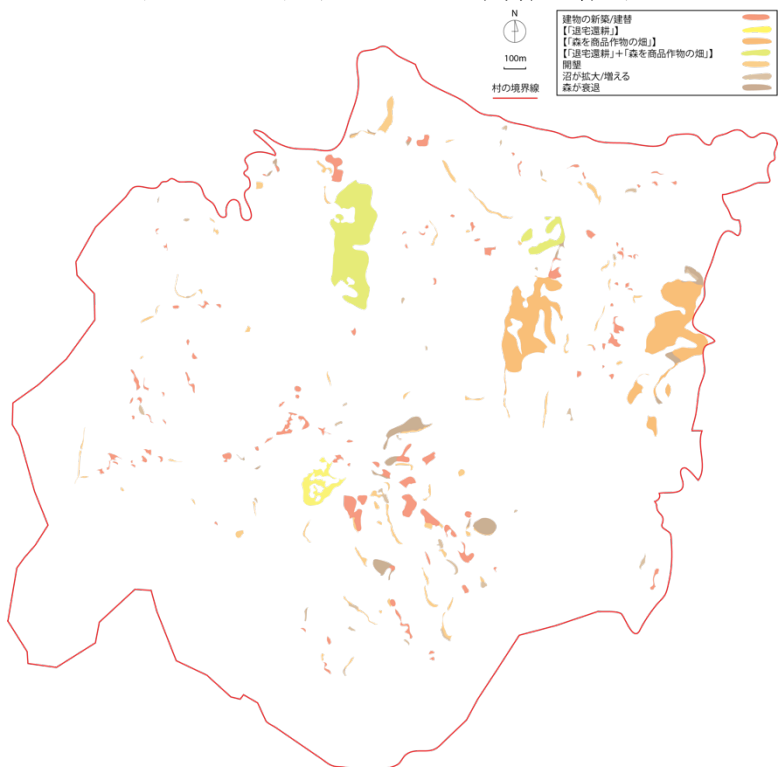 N
100m
村の境界線
建物の新築/建替
【「退宅還耕」】
【「森を商品作物の畑」】
【「退宅還耕」+「森を商品作物の畑」】
開墾
沼が拡大/増える
森が衰退